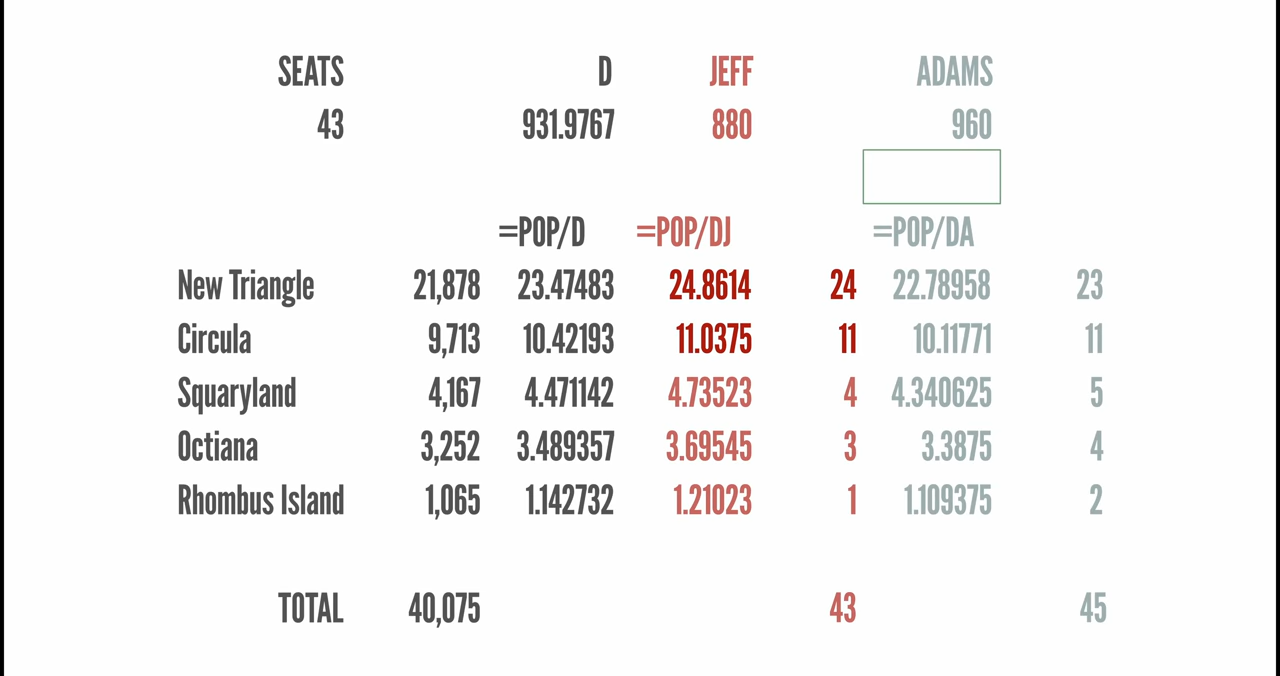 SEATS D JEFF ADAMS
43 931.9767 880 960
=POP/D =POP/DJ =POP/DA
New Triangle 21,878 23.47483 24.8614 24 22.78958 23
Circula 9,713 10.42193 11.0375 11 10.11771 11
Squaryland 4,167 4.471142 4.73523 4 4.340625 5
Octiana 3,252 3.489357 3.69545 3 3.3875 4
Rhombus Island 1,065 1.142732 1.21023 1 1.109375 2
TOTAL 40,075 43 45